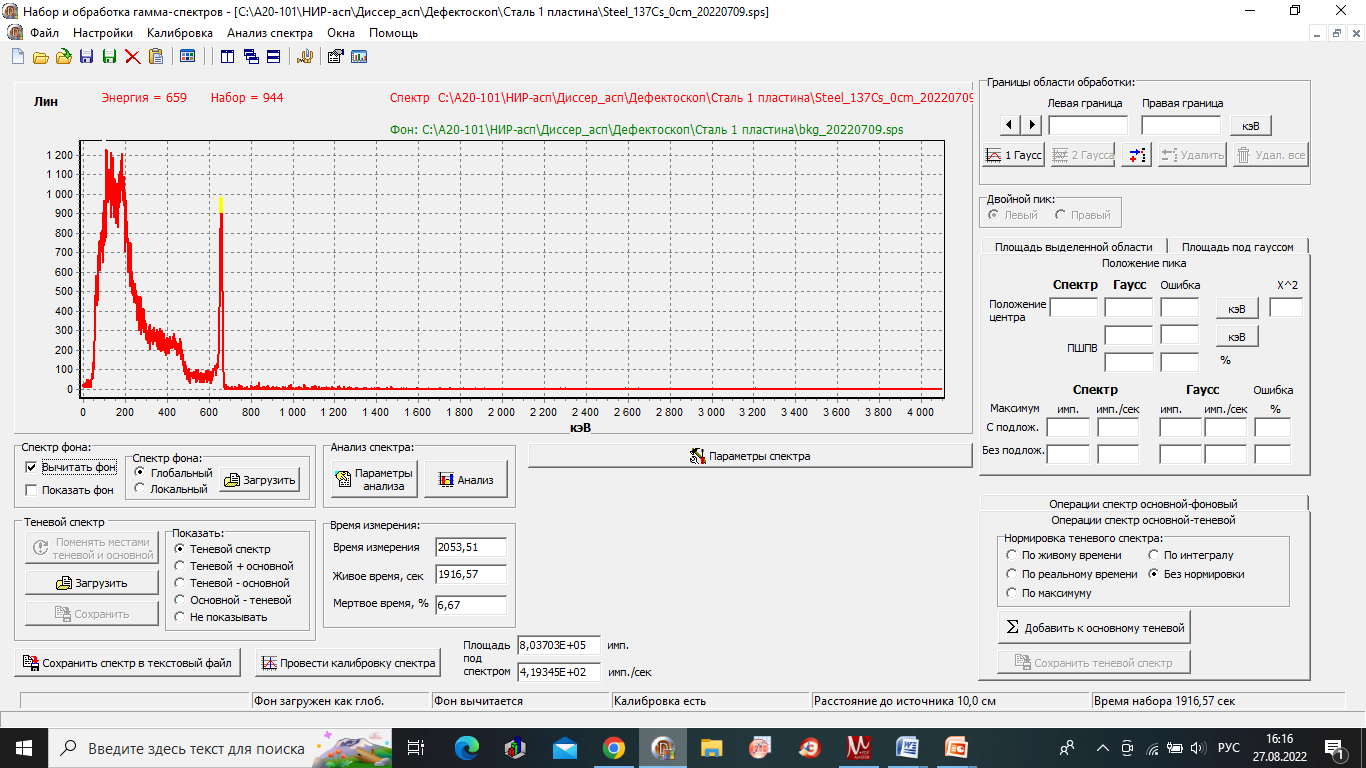 Набор и обработка гамма-спектров - [C:\A20-101\НИР-асп\Диссер_асп\Дефектоскоп\Сталь 1 пластина\Steel_137Cs_0cm_20220709.sps]
Файл Настройки Калибровка Анализ спектра Окна Помощь
Лин Энергия = 659 Набор = 944 Спектр C:\A20-101\НИР-асп\Диссер_асп\Дефектоскоп\Сталь 1 пластина\Steel_137Cs_0cm_20220709
Фон: C:\A20-101\НИР-асп\Диссер_асп\Дефектоскоп\Сталь 1 пластина\bkg_20220709.sps
1 200
1 100
1 000
900
800
700
600
500
400
300
200
100
0
0 200 400 600 800 1 000 1 200 1 400 1 600 1 800 2 000 2 200 2 400 2 600 2 800 3 000 3 200 3 400 3 600 3 800 4 000
кэВ
Границы области обработки:
Левая граница Правая граница
кэВ
1 Гаусс 2 Гаусса Удалить Удал. все
Двойной пик:
Левый Правый
Площадь выделенной области Площадь под гауссом
Положение пика
Спектр Гаусс Ошибка X^2
Положение центра кэВ
ПШПВ кэВ
%
Спектр Гаусс Ошибка
Максимум имп. имп./сек имп. имп./сек %
С подлож.
Без подлож.
Спектр фона:
Вычитать фон
Показать фон
Спектр фона:
Глобальный
Локальный
Загрузить
Анализ спектра:
Параметры анализа
Анализ
Параметры спектра
Теневой спектр
Поменять местами
теневой и основной
Загрузить
Сохранить
Показать:
Теневой спектр
Теневой + основной
Теневой - основной
Основной - теневой
Не показывать
Время измерения:
Время измерения 2053,51
Живое время, сек 1916,57
Мертвое время, % 6,67
Операции спектр основной-фоновый
Операции спектр основной-теневой
Нормировка теневого спектра:
По живому времени По интегралу
По реальному времени Без нормировки
По максимуму
Добавить к основному теневой
Сохранить теневой спектр
Сохранить спектр в текстовый файл
Провести калибровку спектра
Площадь под спектром
8,03703E+05 имп.
4,19345E+02 имп./сек
Фон загружен как глоб. Фон вычитается Калибровка есть Расстояние до источника 10,0 см Время набора 1916,57 сек
Введите здесь текст для поиска
РУС
16:16
27.08.2022
1